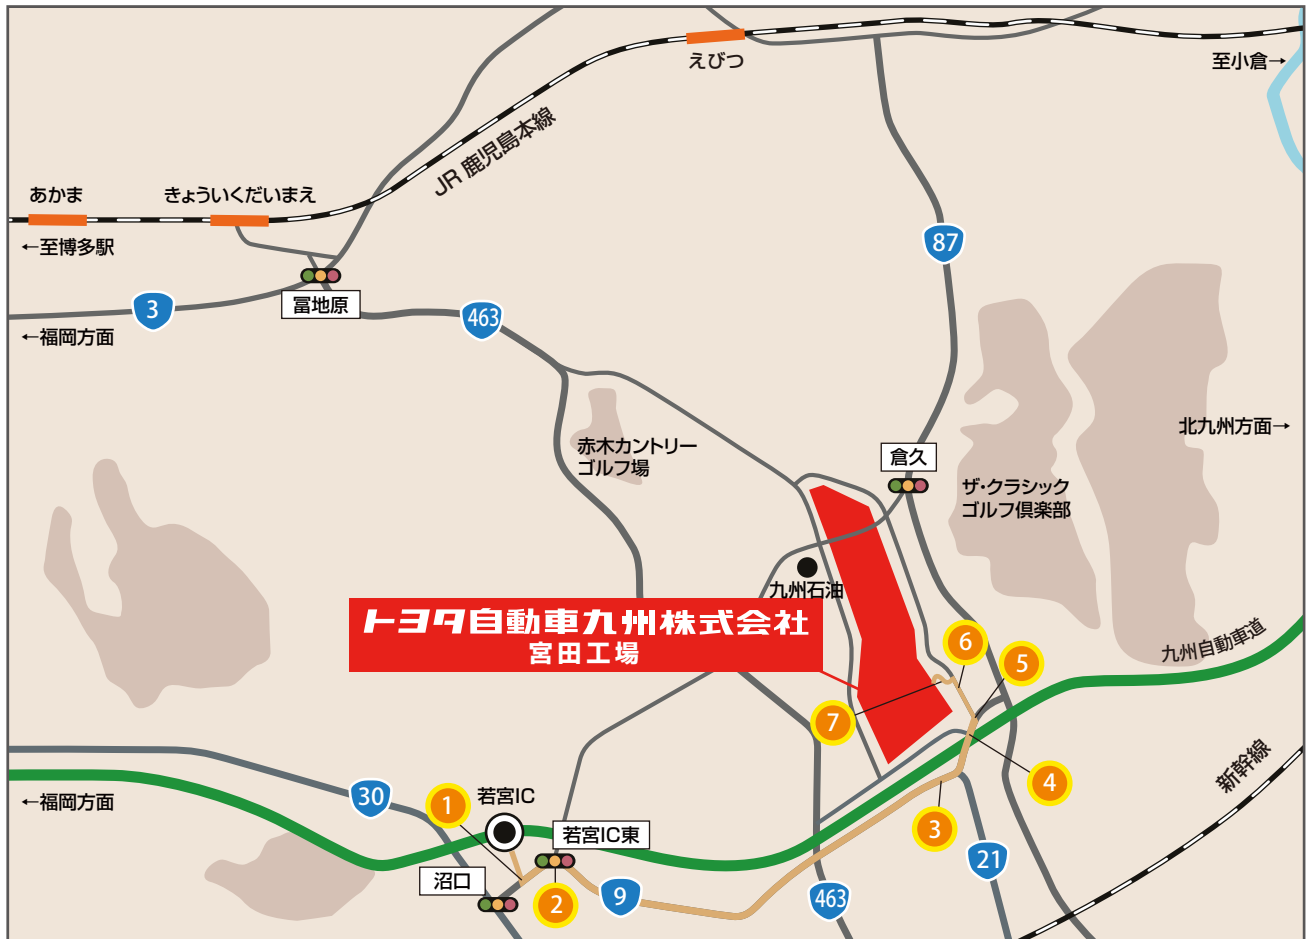 えびつ
至小倉→
JR 鹿児島本線
あかま
きょういくだいまえ
←至博多駅
87
3
冨地原
463
←福岡方面
赤木カントリー
ゴルフ場
北九州方面→
倉久
ザ・クラシック
ゴルフ倶楽部
九州石油
トヨタ自動車九州株式会社
宮田工場
九州自動車道
6
5
7
新幹線
4
←福岡方面
30
1
若宮IC
若宮IC東
3
21
沼口
2
9
463